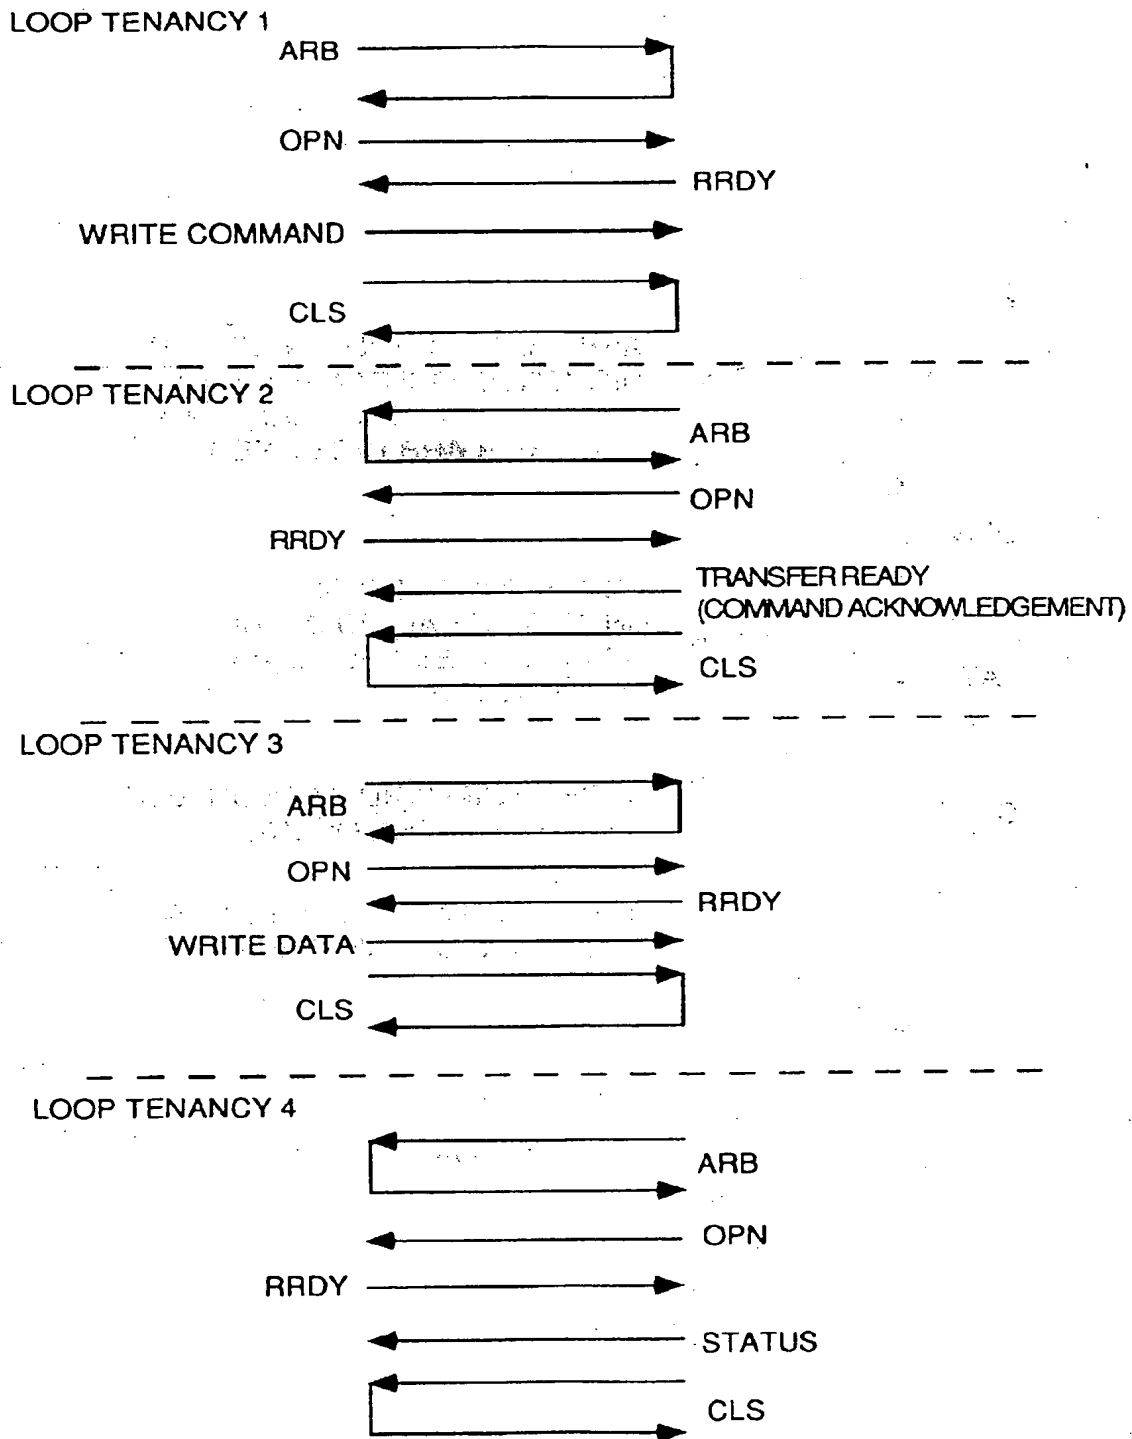 LOOP TENANCY 1
ARB
OPN
RRDY
WRITE COMMAND
CLS
LOOP TENANCY 2
ARB
OPN
RRDY
TRANSFER READY
(COMMAND ACKNOWLEDGEMENT)
CLS
LOOP TENANCY 3
ARB
OPN
RRDY
WRITE DATA
CLS
LOOP TENANCY 4
ARB
OPN
RRDY
STATUS
CLS